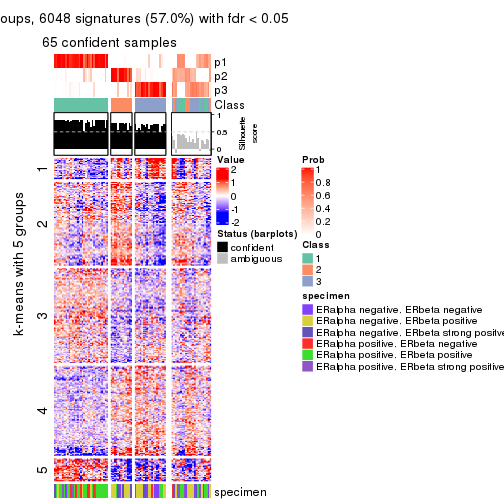 oups, 6048 signatures (57.0%) with fdr < 0.05
65 confident samples
p1
p2
p3
Class
1
0.5
0
Silhouette
score
1
2
3
4
5
k-means with 5 groups
specimen
Value
2
1
0
-1
-2
Status (barplots)
confident
ambiguous
Prob
1
0.8
0.6
0.4
0.2
0
Class
1
2
3
specimen
ERalpha negative. ERbeta negative
ERalpha negative. ERbeta positive
ERalpha negative. ERbeta strong positive
ERalpha positive. ERbeta negative
ERalpha positive. ERbeta positive
ERalpha positive. ERbeta strong positive